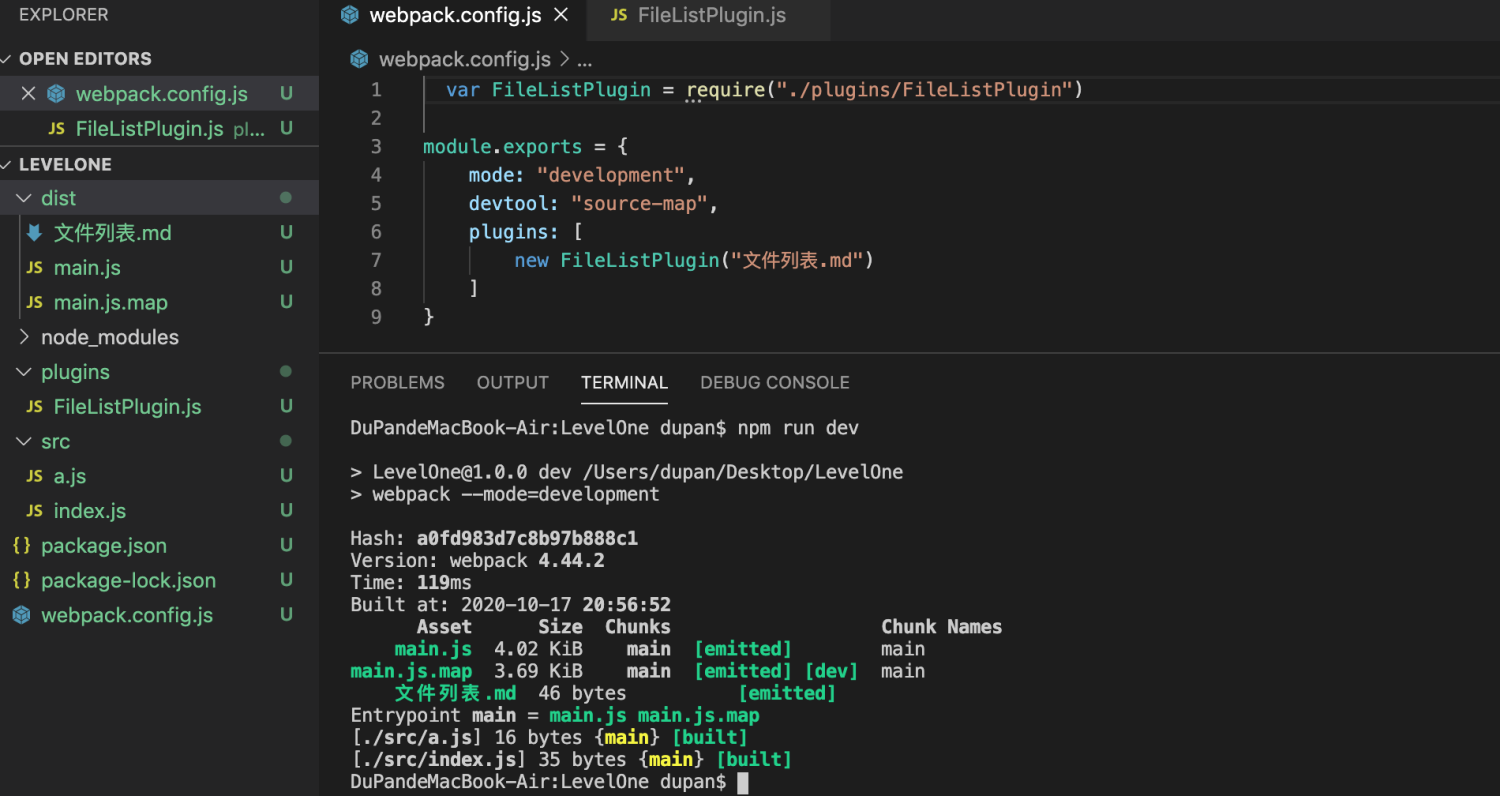 EXPLORER
OPEN EDITORS
webpack.config.js U
JS FileListPlugin.js pl... U
LEVELONE
dist
文件列表.md U
JS main.js U
JS main.js.map U
node_modules
plugins
JS FileListPlugin.js U
src
JS a.js U
JS index.js U
{} package.json U
{} package-lock.json U
webpack.config.js U
webpack.config.js
JS FileListPlugin.js
webpack.config.js > ...
1 var FileListPlugin = require("./plugins/FileListPlugin")
2
3 module.exports = {
4 mode: "development",
5 devtool: "source-map",
6 plugins: [
7 new FileListPlugin("文件列表.md")
8 ]
9 }
PROBLEMS OUTPUT TERMINAL DEBUG CONSOLE
DuPandeMacBook-Air:LevelOne dupan$ npm run dev
> LevelOne@1.0.0 dev /Users/dupan/Desktop/LevelOne
> webpack --mode=development
Hash: a0fd983d7c8b97b888c1
Version: webpack 4.44.2
Time: 119ms
Built at: 2020-10-17 20:56:52
Asset Size Chunks Chunk Names
main.js 4.02 KiB main [emitted] main
main.js.map 3.69 KiB main [emitted] [dev] main
文件列表.md 46 bytes [emitted]
Entrypoint main = main.js main.js.map
[./src/a.js] 16 bytes {main} [built]
[./src/index.js] 35 bytes {main} [built]
DuPandeMacBook-Air:LevelOne dupan$